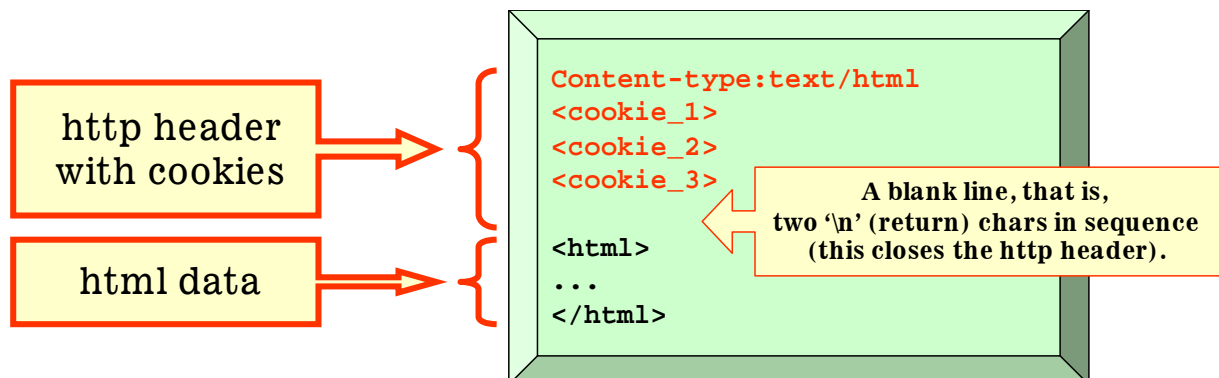 http header
with cookies
html data
Content-type:text/html
<cookie_1>
<cookie_2>
<cookie_3>
<html>
...
</html>
A blank line, that is,
two ‘\n’ (return) chars in sequence
(this closes the http header).